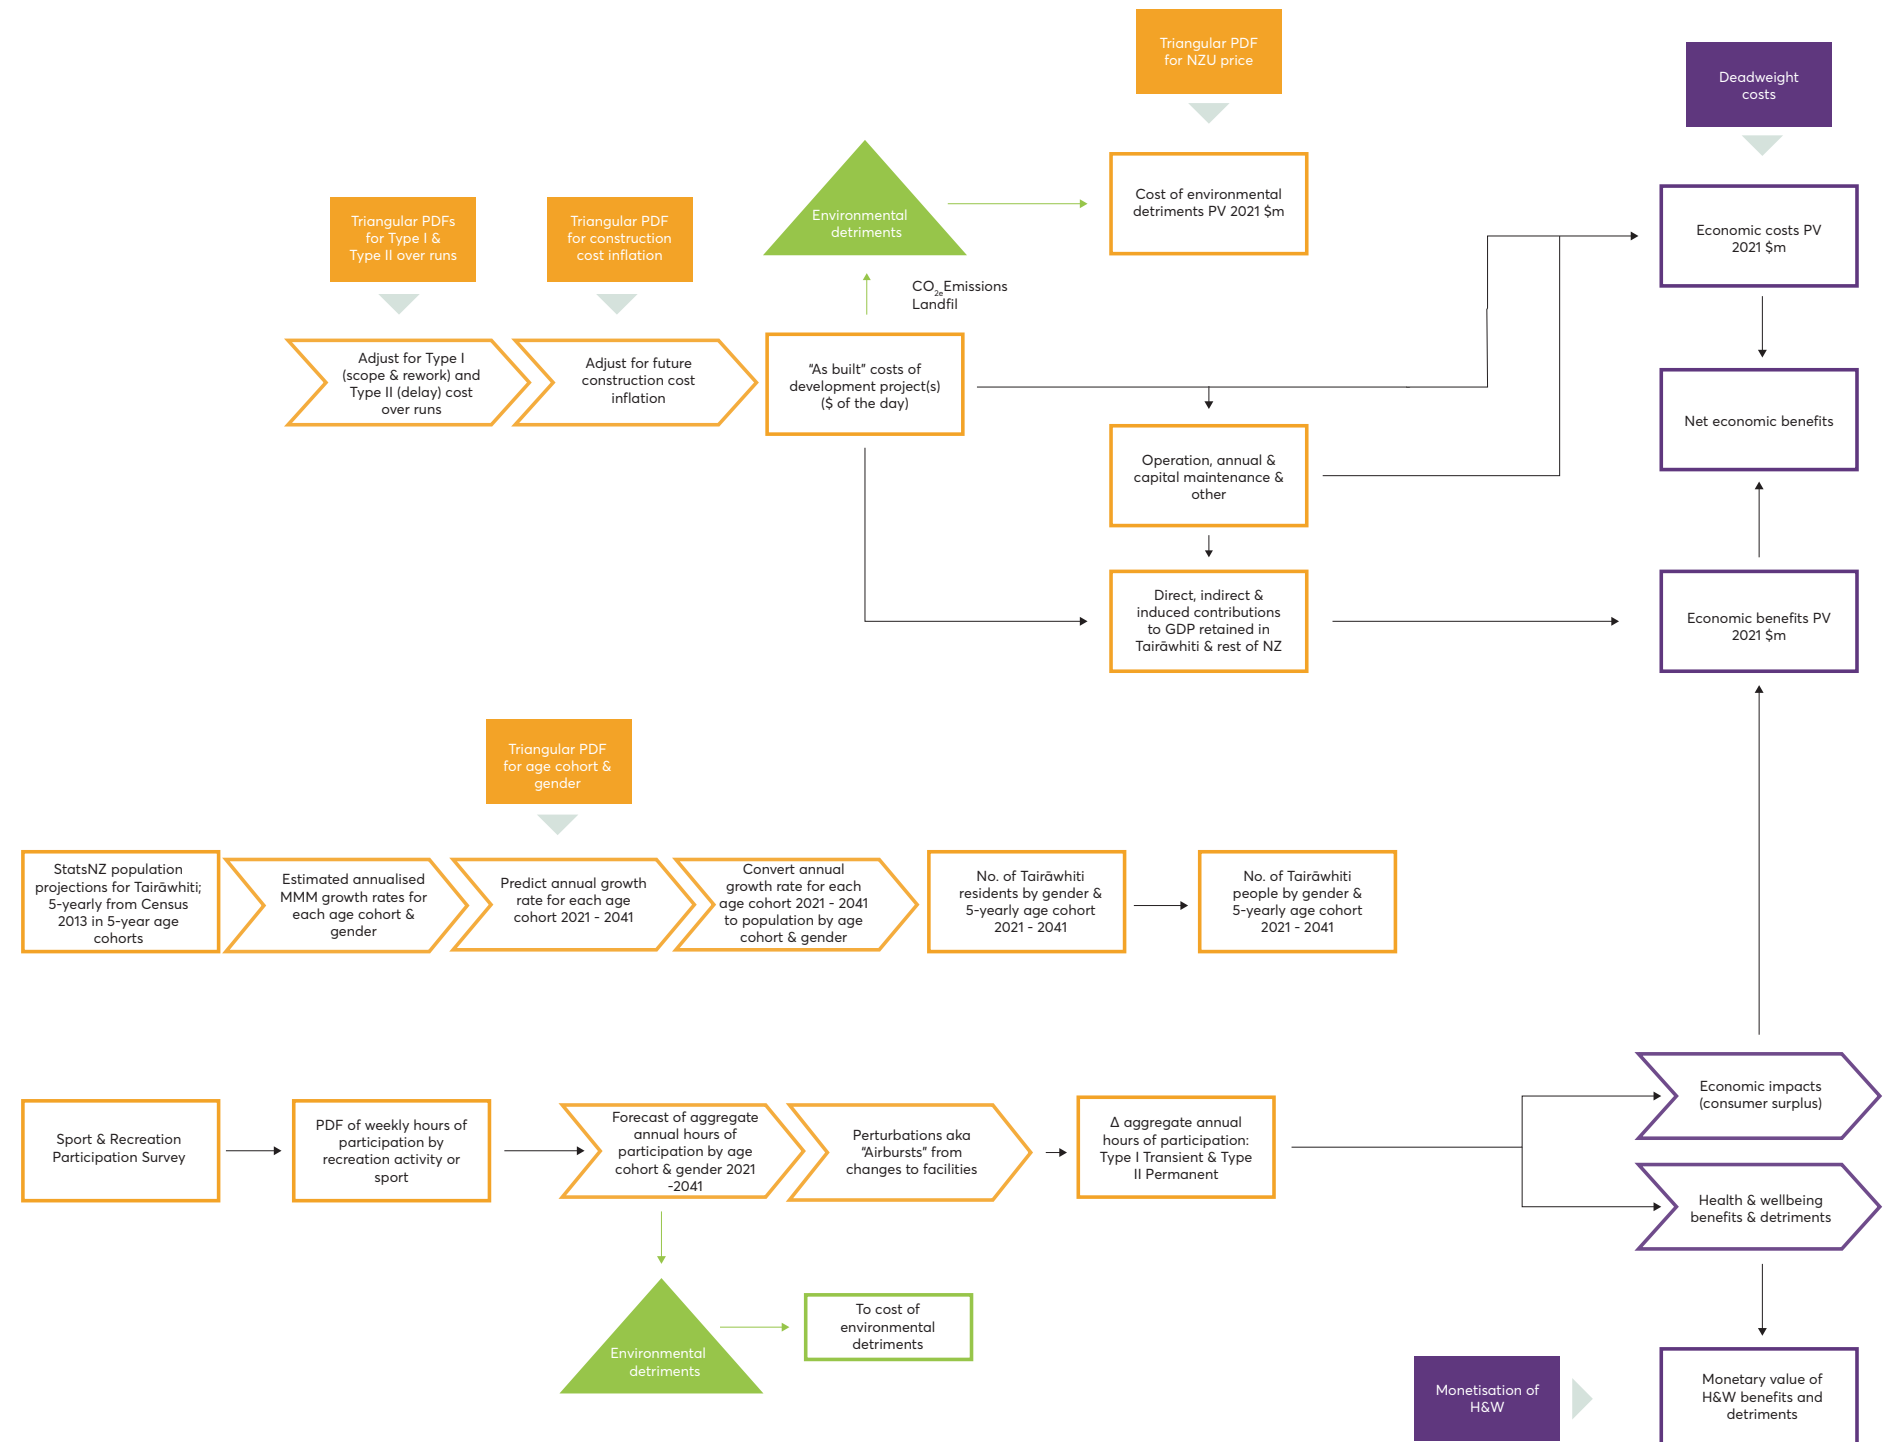 Triangular PDF
for NZU price
Deadweight
costs
Triangular PDFs
for Type I &
Type II over runs
Triangular PDF
for construction
cost inflation
Environmental
detriments
Cost of environmental
detriments PV 2021 $m
Economic costs PV
2021 $m
CO2e Emissions
Landfil
Adjust for Type I
(scope & rework) and
Type II (delay) cost
over runs
Adjust for future
construction cost
inflation
"As built" costs of
development project(s)
($ of the day)
Net economic benefits
Operation, annual &
capital maintenance &
other
Direct, indirect &
induced contributions
to GDP retained in
Tairāwhiti & rest of NZ
Economic benefits PV
2021 $m
Triangular PDF
for age cohort &
gender
StatsNZ population
projections for Tairāwhiti;
5-yearly from Census
2013 in 5-year age
cohorts
Estimated annualised
MMM growth rates for
each age cohort &
gender
Predict annual growth
rate for each age
cohort 2021 - 2041
Convert annual
growth rate for each
age cohort 2021 - 2041
to population by age
cohort & gender
No. of Tairāwhiti
residents by gender &
5-yearly age cohort
2021 - 2041
No. of Tairāwhiti
people by gender &
5-yearly age cohort
2021 - 2041
Sport & Recreation
Participation Survey
PDF of weekly hours of
participation by
recreation activity or
sport
Forecast of aggregate
annual hours of
participation by age
cohort & gender 2021
-2041
Perturbations aka
"Airbursts" from
changes to facilities
Δ aggregate annual
hours of participation:
Type I Transient & Type
II Permanent
Economic impacts
(consumer surplus)
Health & wellbeing
benefits & detriments
Environmental
detriments
To cost of
environmental
detriments
Monetisation of
H&W
Monetary value of
H&W benefits and
detriments